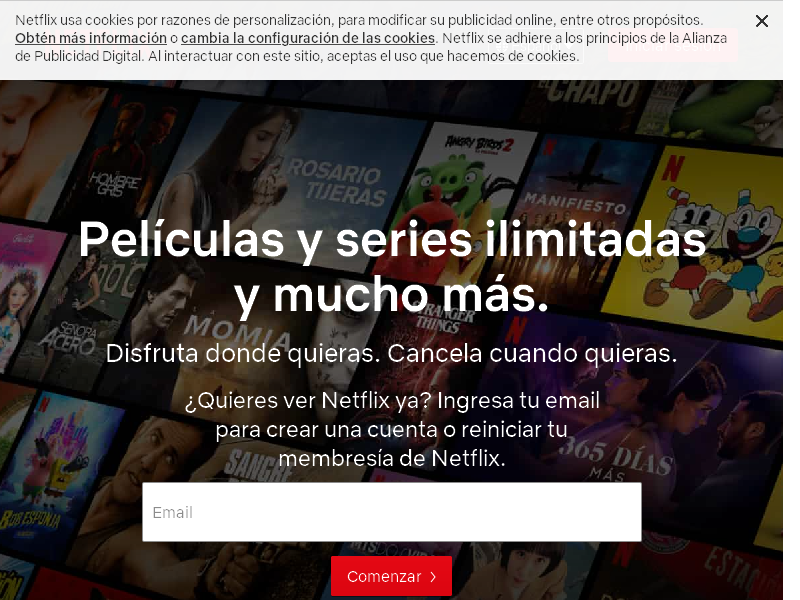 Netflix usa cookies por razones de personalización, para modificar su publicidad online, entre otros propósitos.
Obtén más información o cambia la configuración de las cookies. Netflix se adhiere a los principios de la Alianza
de Publicidad Digital. Al interactuar con este sitio, aceptas el uso que hacemos de cookies.
EL CHAPO
HOMBRE GRIS
ROSARIO
TIJERAS
ANGRY BIRDS 2
MANIFIESTO
N
Películas y series ilimitadas
y mucho más.
SEÑORA
ACERO
LA
MOMIA
STRANGER
THINGS
Disfruta donde quieras. Cancela cuando quieras.
¿Quieres ver Netflix ya? Ingresa tu email
para crear una cuenta o reiniciar tu
membresía de Netflix.
365 DÍAS
MÁS
SANGRE
BOB ESPONJA
Email
Comenzar